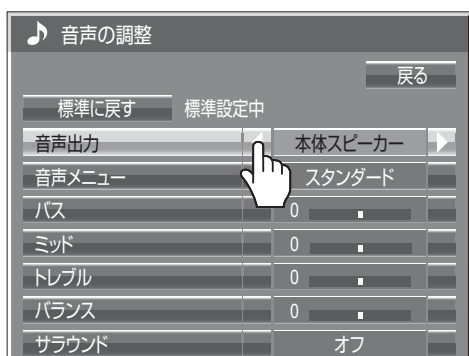 音声の調整
戻る
標準に戻す 標準設定中
音声出力 本体スピーカー
音声メニュー スタンダード
バス 0
ミッド 0
トレブル 0
バランス 0
サラウンド オフ